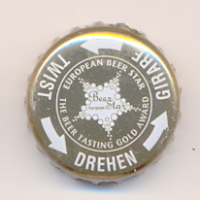 TWIST
GIRARE
DREHEN
EUROPEAN BEER STAR
THE BEER TASTING GOLD AWARD
Beer
Star